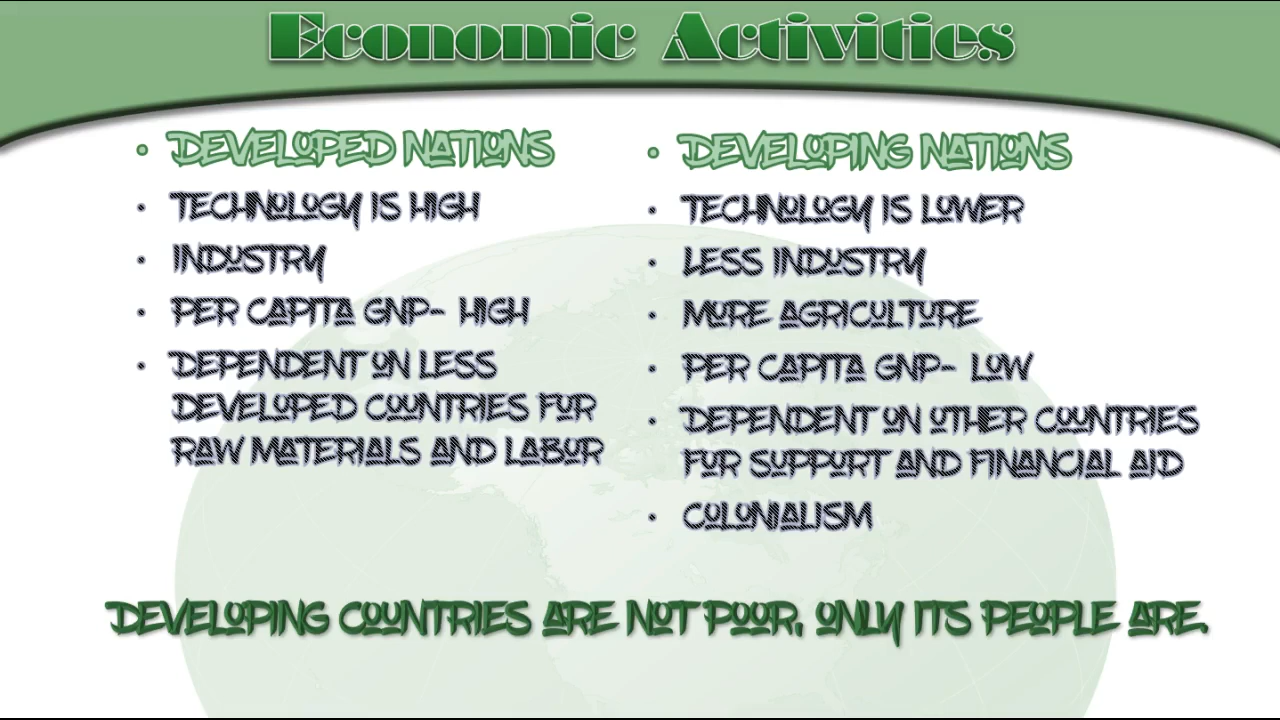 Economic Activities
• DEVELOPED NATIONS
• TECHNOLOGY IS HIGH
• INDUSTRY
• PER CAPITA GNP- HIGH
• DEPENDENT ON LESS
DEVELOPED COUNTRIES FOR
RAW MATERIALS AND LABOR
• DEVELOPING NATIONS
• TECHNOLOGY IS LOWER
• LESS INDUSTRY
• MORE AGRICULTURE
• PER CAPITA GNP- LOW
• DEPENDENT ON OTHER COUNTRIES
FOR SUPPORT AND FINANCIAL AID
• COLONIALISM
DEVELOPING COUNTRIES ARE NOT POOR, ONLY ITS PEOPLE ARE.